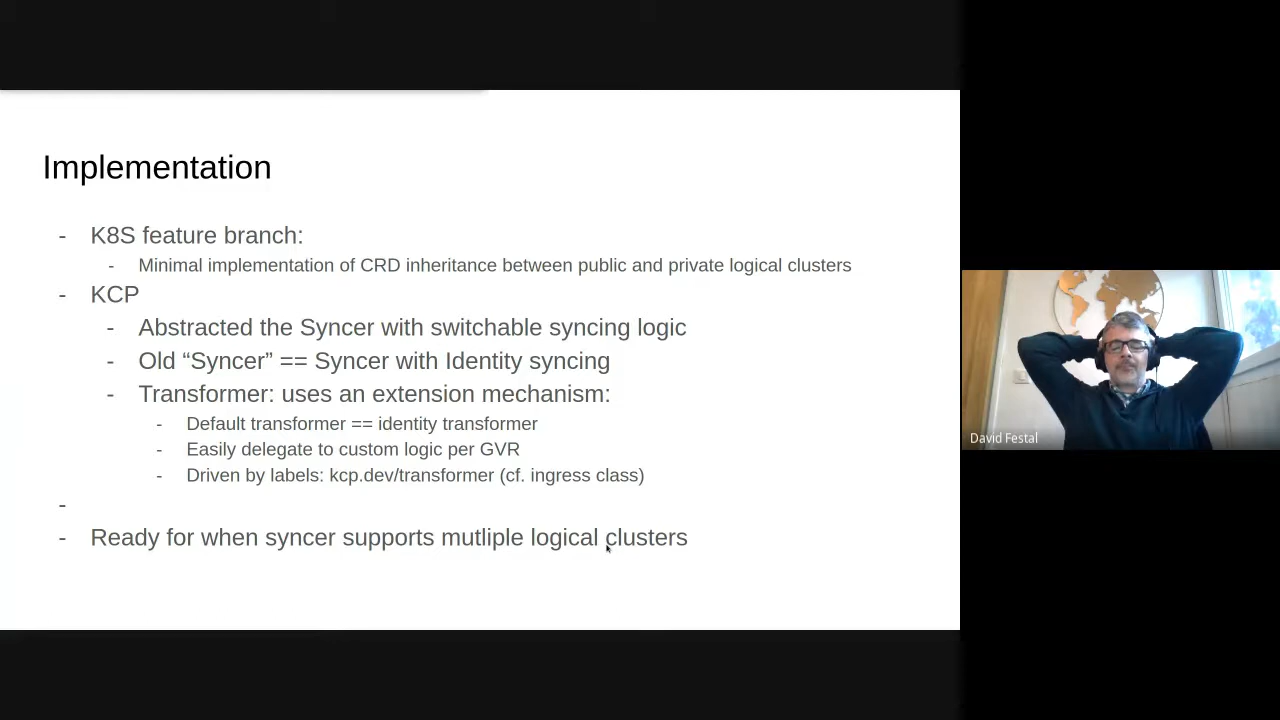 Implementation
- K8S feature branch:
- Minimal implementation of CRD inheritance between public and private logical clusters
- KCP
- Abstracted the Syncer with switchable syncing logic
- Old “Syncer” == Syncer with Identity syncing
- Transformer: uses an extension mechanism:
- Default transformer == identity transformer
- Easily delegate to custom logic per GVR
- Driven by labels: kcp.dev/transformer (cf. ingress class)
-
- Ready for when syncer supports mutliple logical clusters
David Festal